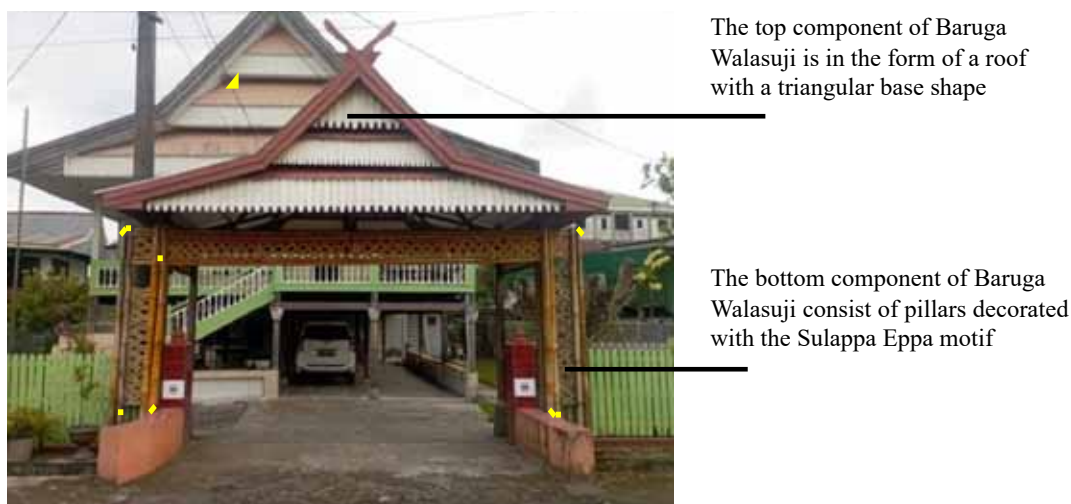 The top component of Baruga
Walasuji is in the form of a roof
with a triangular base shape
The bottom component of Baruga
Walasuji consist of pillars decorated
with the Sulappa Eppa motif